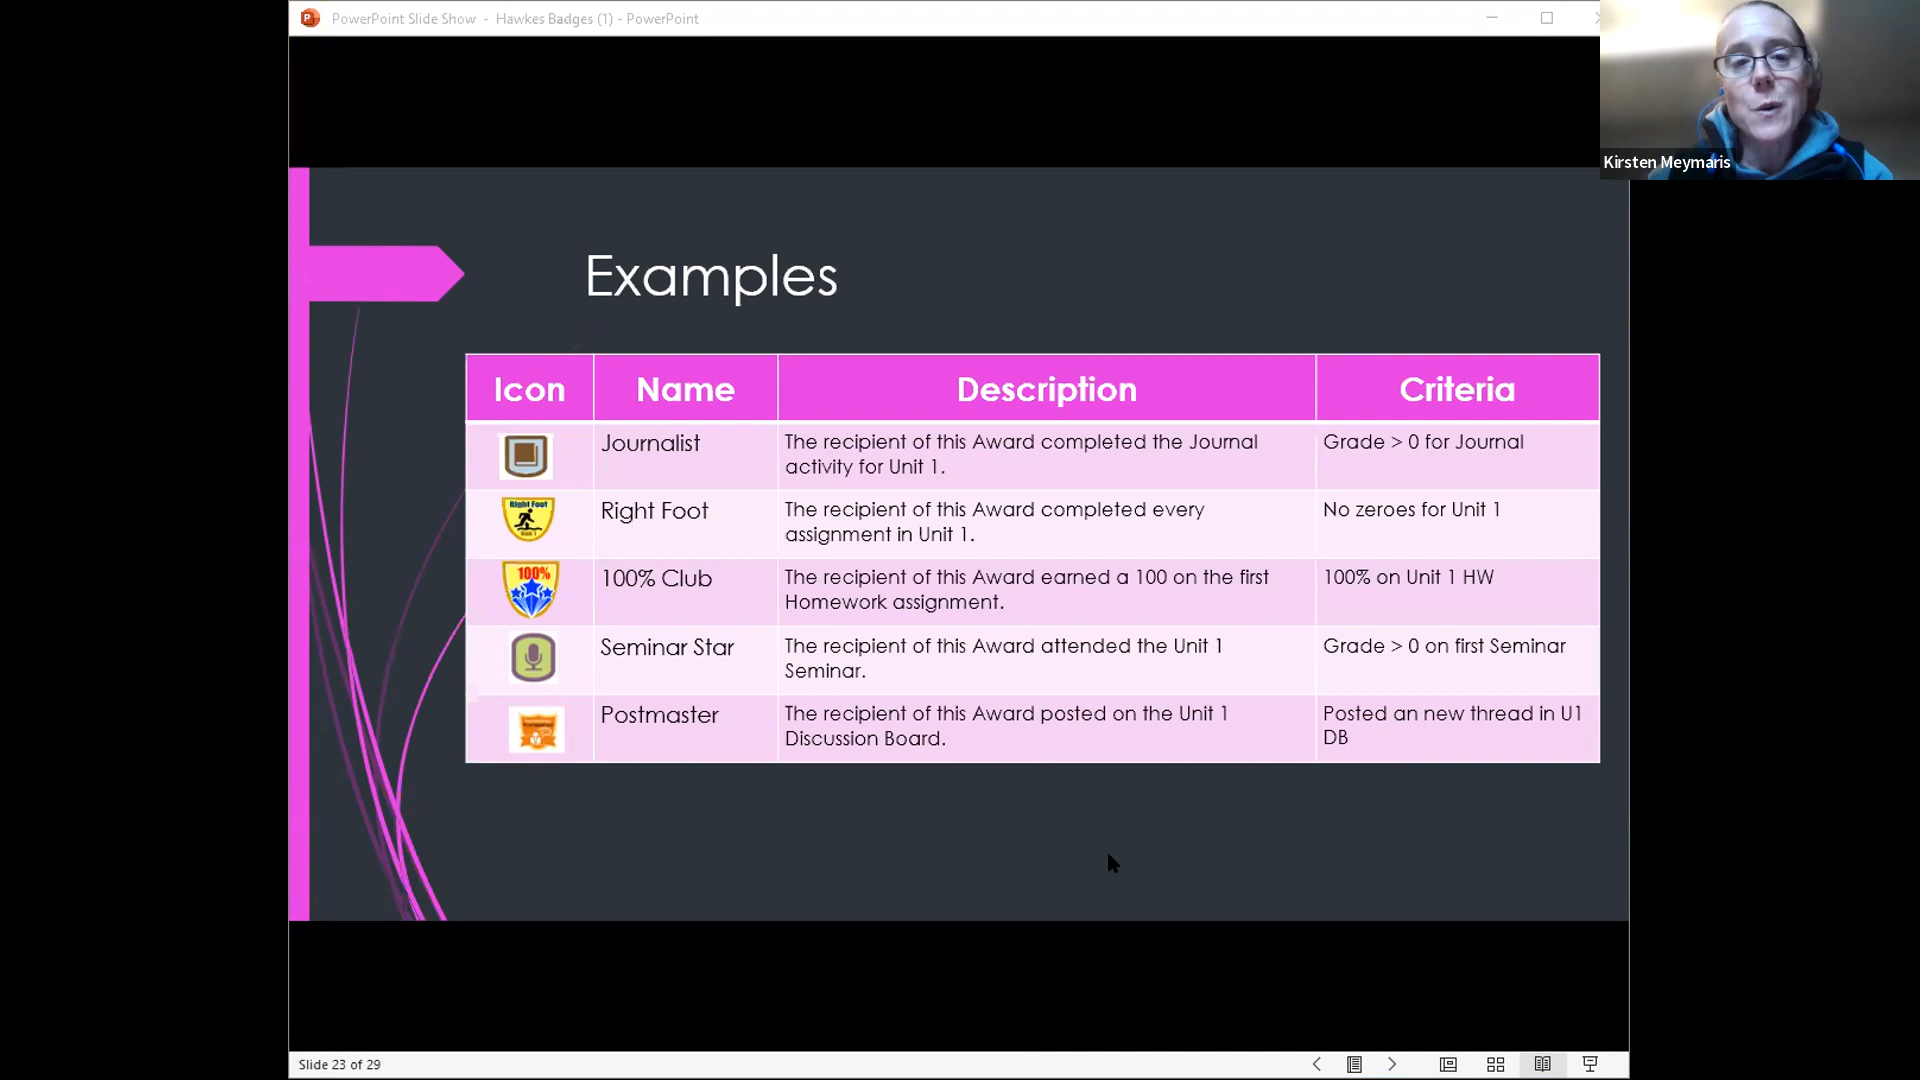 PowerPoint Slide Show - Hawkes Badges (1) - PowerPoint
Kirsten Meymaris
Examples
Icon Name Description Criteria
Journalist The recipient of this Award completed the Journal Grade > 0 for Journal
activity for Unit 1.
Right Foot Right Foot The recipient of this Award completed every No zeroes for Unit 1
assignment in Unit 1.
Unit 1
100% 100% Club The recipient of this Award earned a 100 on the first 100% on Unit 1 HW
Homework assignment.
Seminar Star The recipient of this Award attended the Unit 1 Grade > 0 on first Seminar
Seminar.
Postmaster The recipient of this Award posted on the Unit 1 Posted an new thread in U1
Discussion Board. DB
Slide 23 of 29